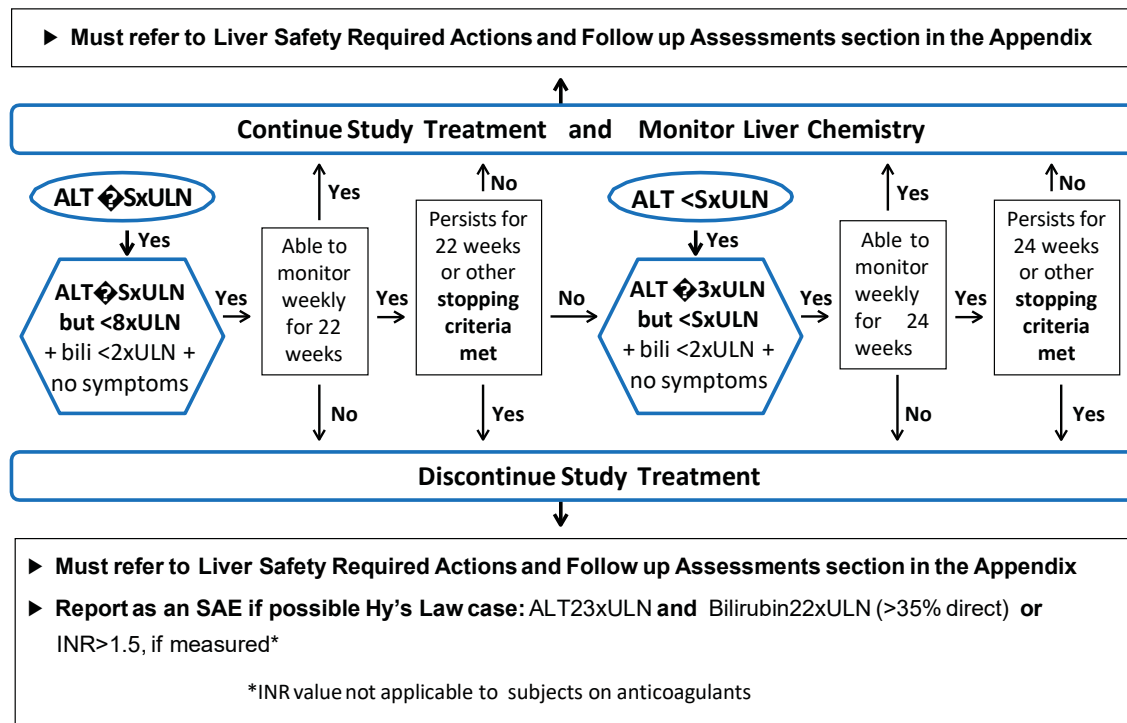 ► Must refer to Liver Safety Required Actions and Follow up Assessments section in the Appendix
Continue Study Treatment and Monitor Liver Chemistry
ALT �SxULN
Yes
ALT�SxULN
but <8xULN
+ bili <2xULN +
no symptoms
Yes
Yes
Able to
monitor
weekly
for 22
weeks
No
Yes
No
Persists for
22 weeks
or other
stopping
criteria
met
Yes
No
ALT <SxULN
Yes
ALT �3xULN
but <SxULN
+ bili <2xULN +
no symptoms
Yes
Yes
Able to
monitor
weekly
for 24
weeks
No
Yes
No
Persists for
24 weeks
or other
stopping
criteria
met
Yes
Discontinue Study Treatment
► Must refer to Liver Safety Required Actions and Follow up Assessments section in the Appendix
► Report as an SAE if possible Hy's Law case: ALT23xULN and Bilirubin22xULN (>35% direct) or
INR>1.5, if measured*
*INR value not applicable to subjects on anticoagulants